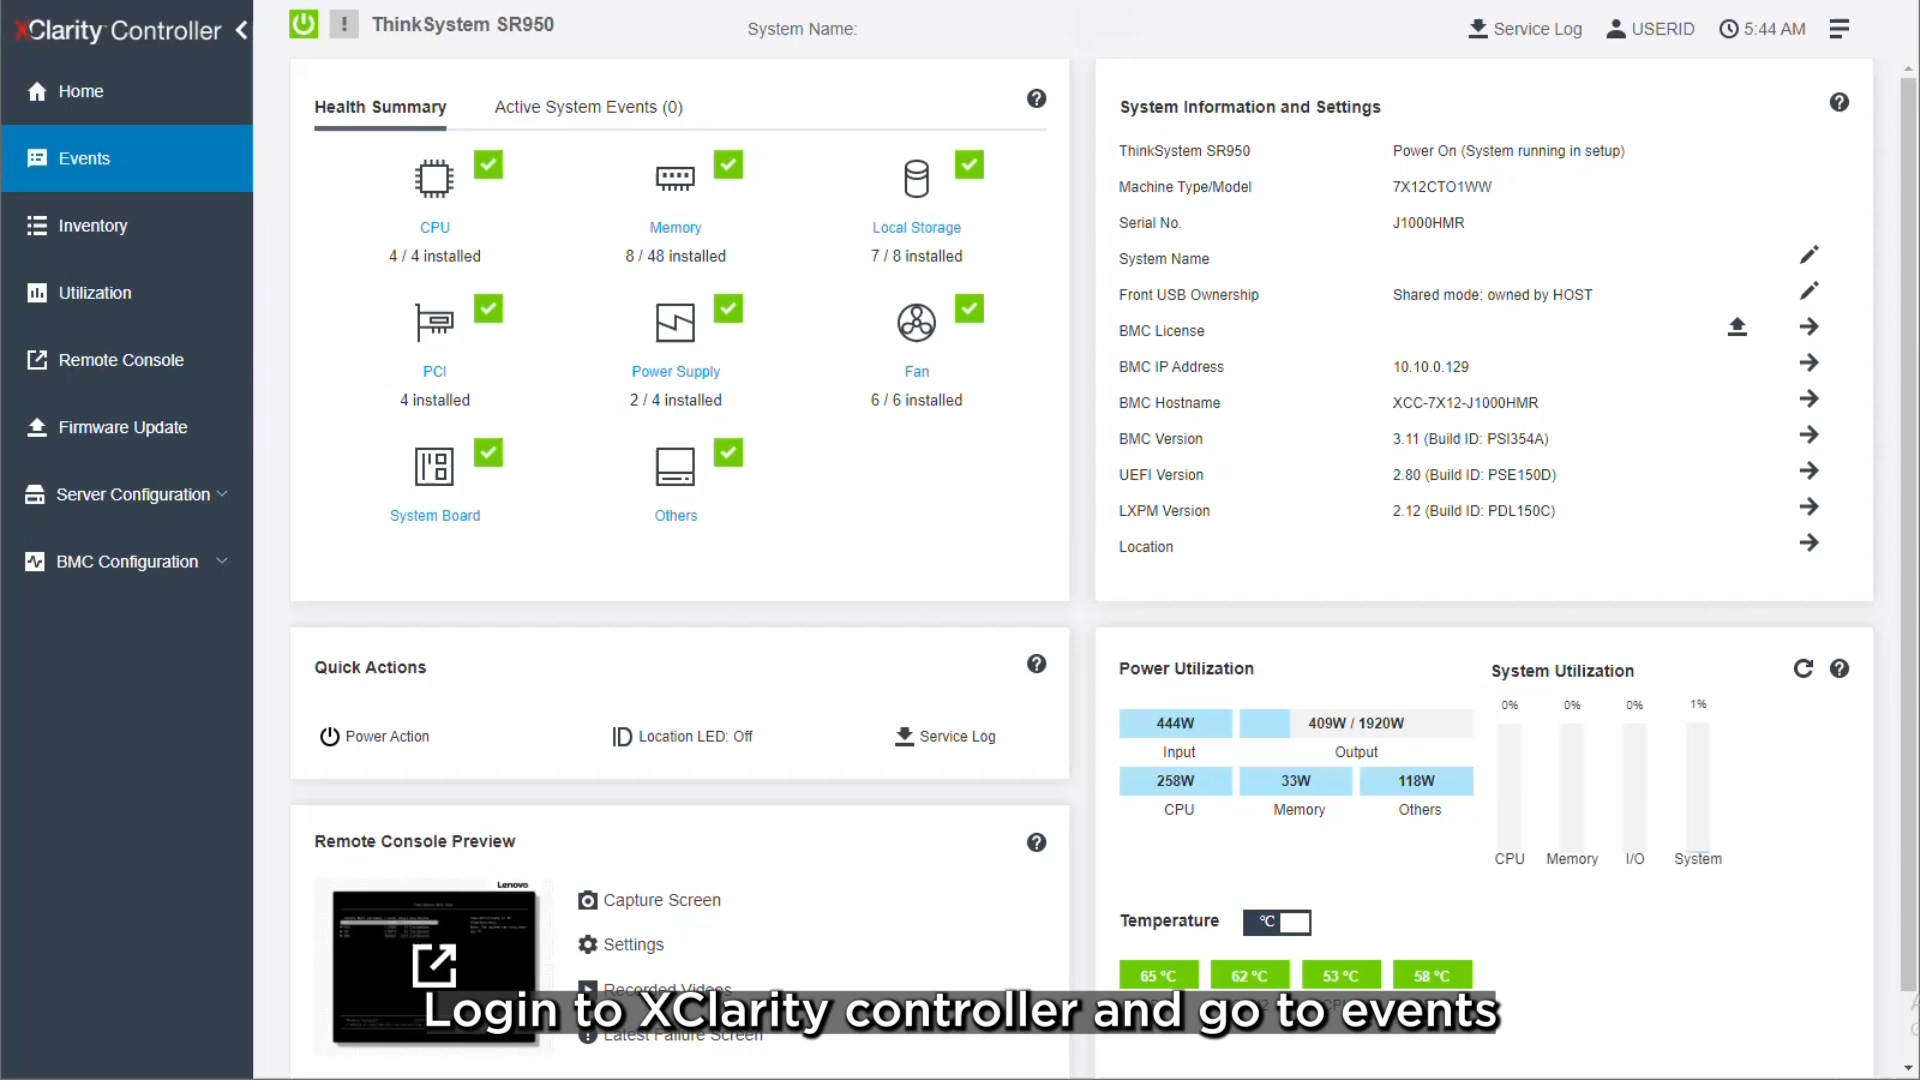 XClarity Controller
ThinkSystem SR950
System Name:
Service Log
USERID
5:44 AM
Home
Events
Inventory
Utilization
Remote Console
Firmware Update
Server Configuration
BMC Configuration
Health Summary
Active System Events (0)
CPU
4 / 4 installed
Memory
8 / 48 installed
Local Storage
7 / 8 installed
PCI
4 installed
Power Supply
2 / 4 installed
Fan
6 / 6 installed
System Board
Others
System Information and Settings
ThinkSystem SR950 Power On (System running in setup)
Machine Type/Model 7X12CTO1WW
Serial No. J1000HMR
System Name
Front USB Ownership Shared mode: owned by HOST
BMC License
BMC IP Address 10.10.0.129
BMC Hostname XCC-7X12-J1000HMR
BMC Version 3.11 (Build ID: PSI354A)
UEFI Version 2.80 (Build ID: PSE150D)
LXPM Version 2.12 (Build ID: PDL150C)
Location
Quick Actions
Power Action
Location LED: Off
Service Log
Remote Console Preview
Lenovo
Capture Screen
Settings
Recorded Videos
Latest Failure Screen
Power Utilization
444W
Input
409W / 1920W
Output
258W
CPU
33W
Memory
118W
Others
System Utilization
0% 0% 0% 1%
CPU Memory I/O System
Temperature °C
65 °C 62 °C 53 °C 58 °C
Login to XClarity controller and go to events